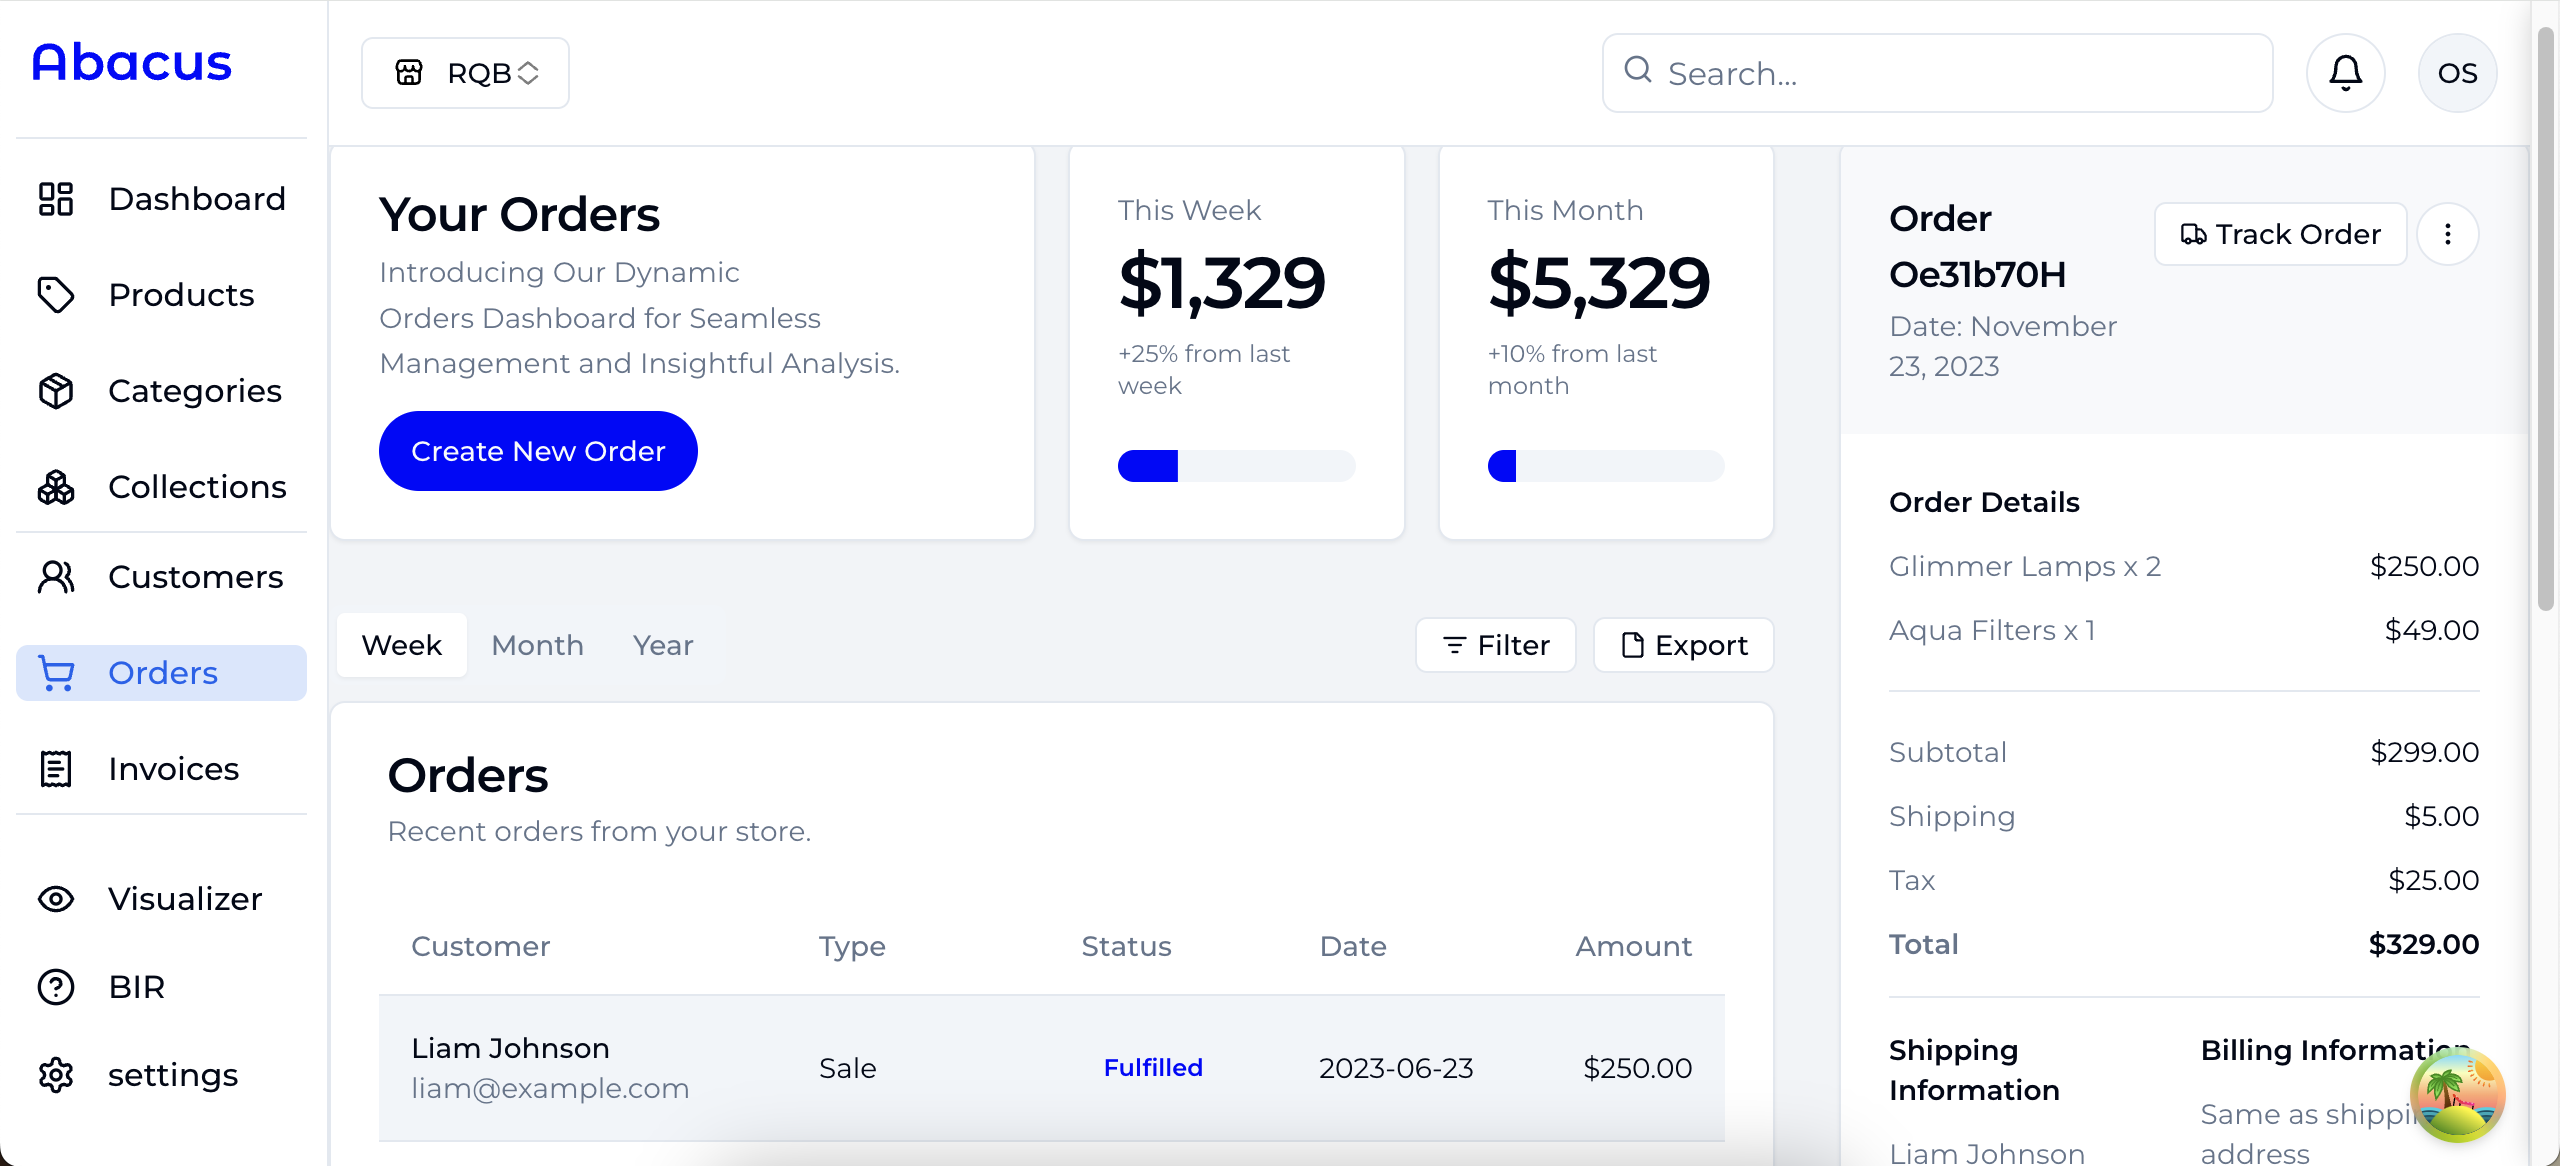 Abacus
RQB
Search...
OS
Dashboard
Products
Categories
Collections
Customers
Orders
Invoices
Visualizer
BIR
settings
Your Orders
Introducing Our Dynamic
Orders Dashboard for Seamless
Management and Insightful Analysis.
Create New Order
This Week
$1,329
+25% from last
week
This Month
$5,329
+10% from last
month
Week Month Year
Filter
Export
Orders
Recent orders from your store.
Customer Type Status Date Amount
Liam Johnson
liam@example.com
Sale Fulfilled 2023-06-23 $250.00
Order
Oe31b70H
Date: November
23, 2023
Track Order
Order Details
Glimmer Lamps x 2 $250.00
Aqua Filters x 1 $49.00
Subtotal $299.00
Shipping $5.00
Tax $25.00
Total $329.00
Shipping
Information
Liam Johnson
Billing Information
Same as
address